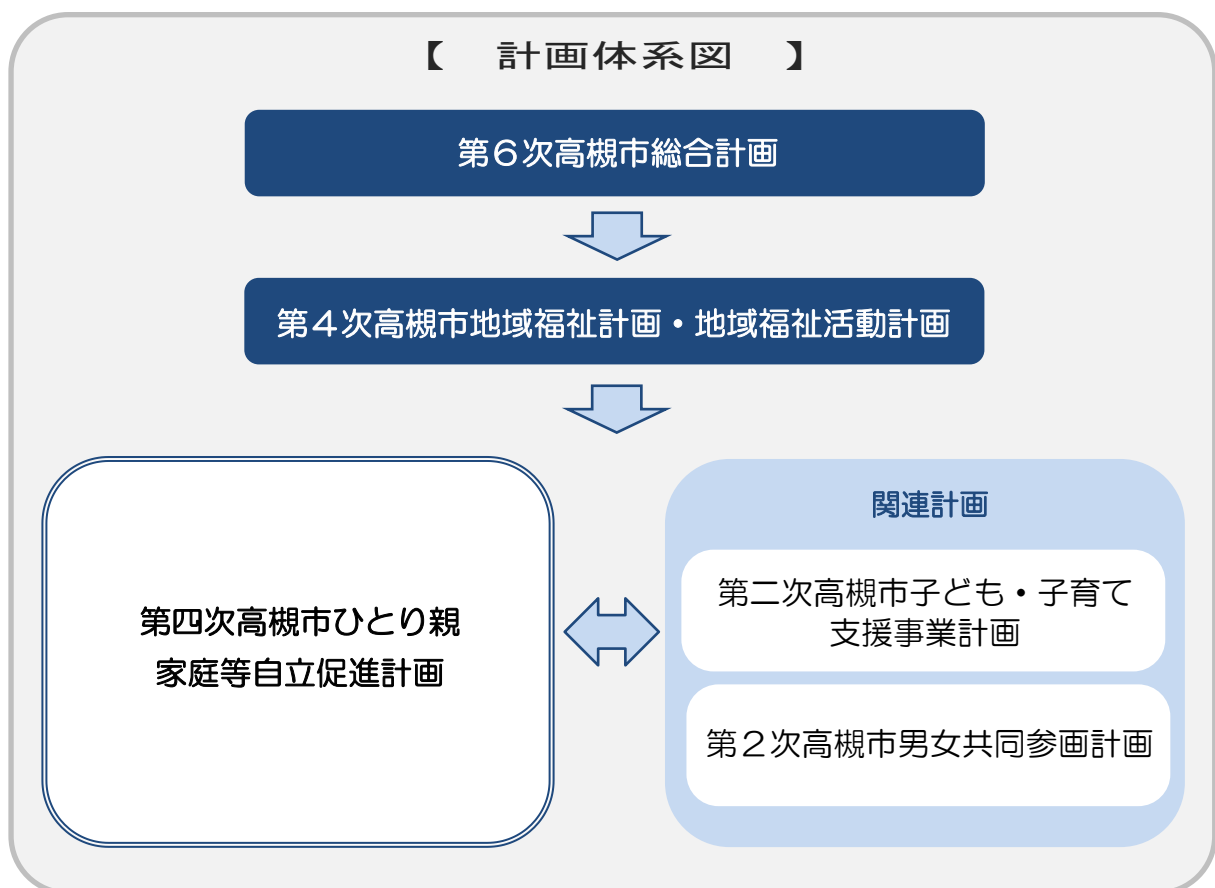 【　計画体系図　】
第６次高槻市総合計画
第４次高槻市地域福祉計画・地域福祉活動計画
第四次高槻市ひとり親
家庭等自立促進計画
関連計画
第二次高槻市子ども・子育て
支援事業計画
第２次高槻市男女共同参画計画